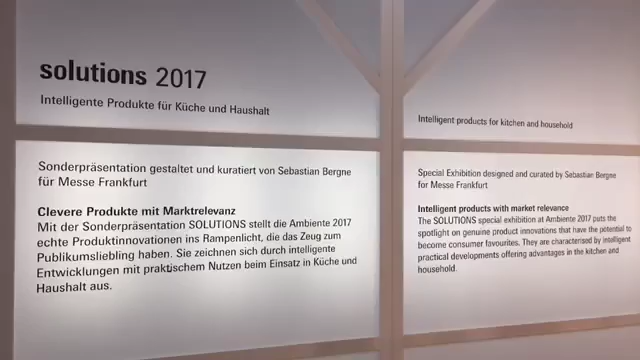 solutions 2017
Intelligente Produkte für Küche und Haushalt
Sonderpräsentation gestaltet und kuratiert von Sebastian Bergne
für Messe Frankfurt
Clevere Produkte mit Marktrelevanz
Mit der Sonderpräsentation SOLUTIONS stellt die Ambiente 2017
echte Produktinnovationen ins Rampenlicht, die das Zeug zum
Publikumsliebling haben. Sie zeichnen sich durch intelligente
Entwicklungen mit praktischem Nutzen beim Einsatz in Küche und
Haushalt aus.
Intelligent products for kitchen and household
Special Exhibition designed and curated by Sebastian Bergne
for Messe Frankfurt
Intelligent products with market relevance
The SOLUTIONS special exhibition at Ambiente 2017 puts the
spotlight on genuine product innovations that have the potential to
become consumer favourites. They are characterised by intelligent
practical developments offering advantages in the kitchen and
household.